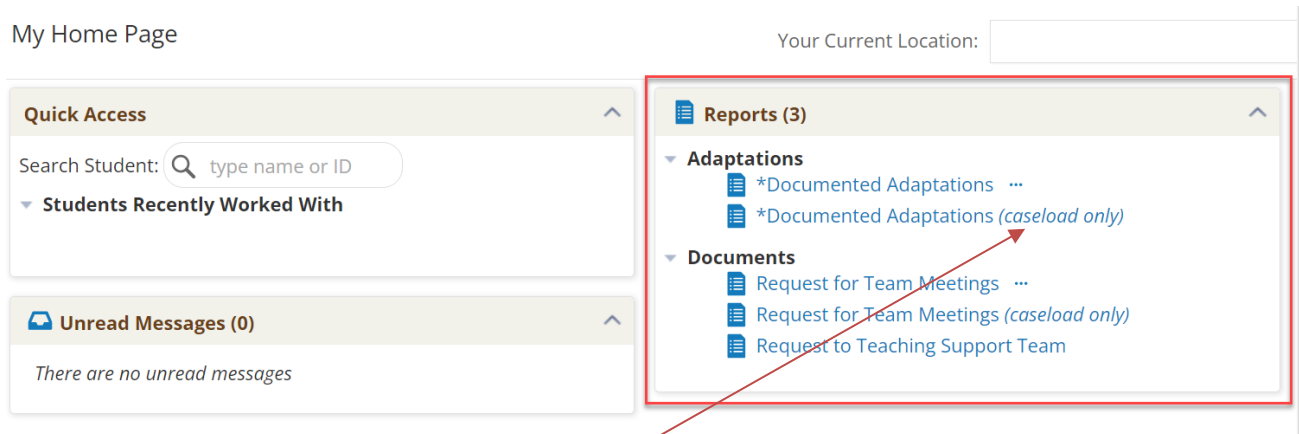 My Home Page
Your Current Location:
Quick Access
Search Student: type name or ID
Students Recently Worked With
Unread Messages (0)
There are no unread messages
Reports (3)
Adaptations
*Documented Adaptations ...
*Documented Adaptations (caseload only)
Documents
Request for Team Meetings ...
Request for Team Meetings (caseload only)
Request to Teaching Support Team